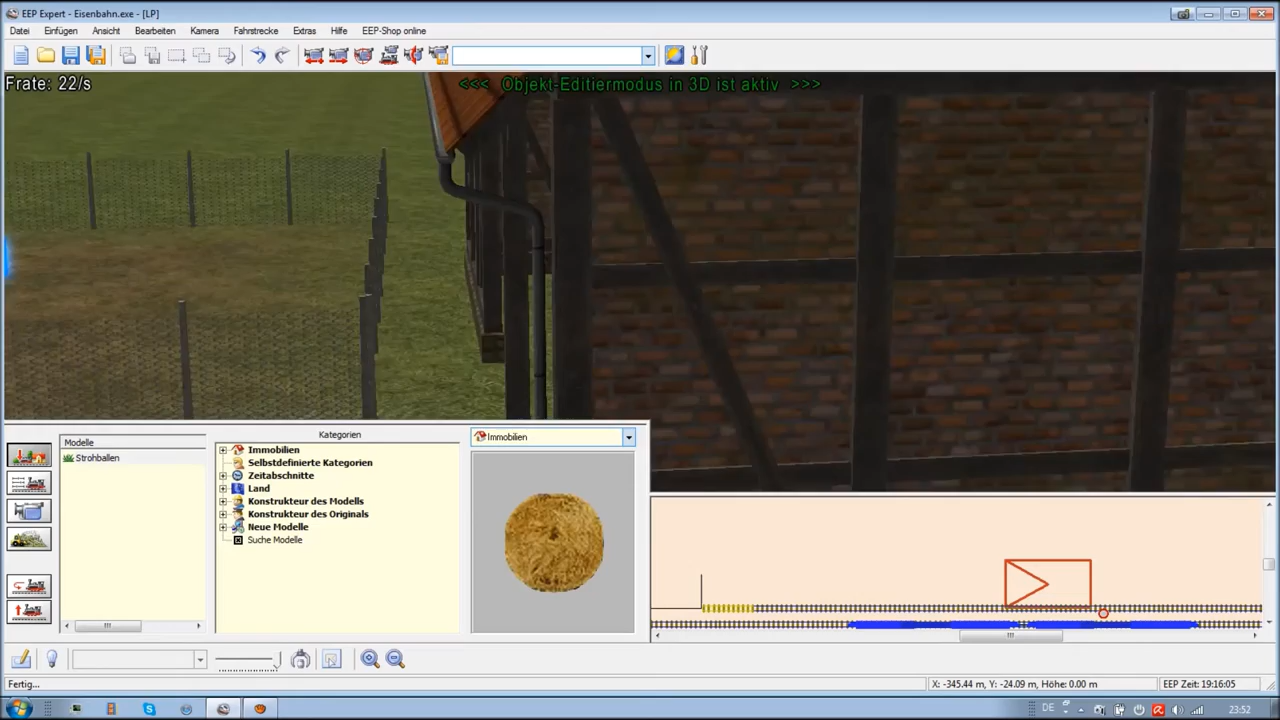 EEP Expert - Eisenbahn.exe - [LP]
Datei Einfügen Ansicht Bearbeiten Kamera Fahrstrecke Extras Hilfe EEP-Shop online
Frate: 22/s
<<< Objekt-Editiermodus in 3D ist aktiv >>>
Modelle
Strohballen
Kategorien
Immobilien
Selbstdefinierte Kategorien
Zeitabschnitte
Land
Konstrukteur des Modells
Konstrukteur des Originals
Neue Modelle
Suche Modelle
Immobilien
Fertig...
X: -345.44 m, Y: -24.09 m, Höhe: 0.00 m
EEP Zeit: 19:16:05
DE
23:52